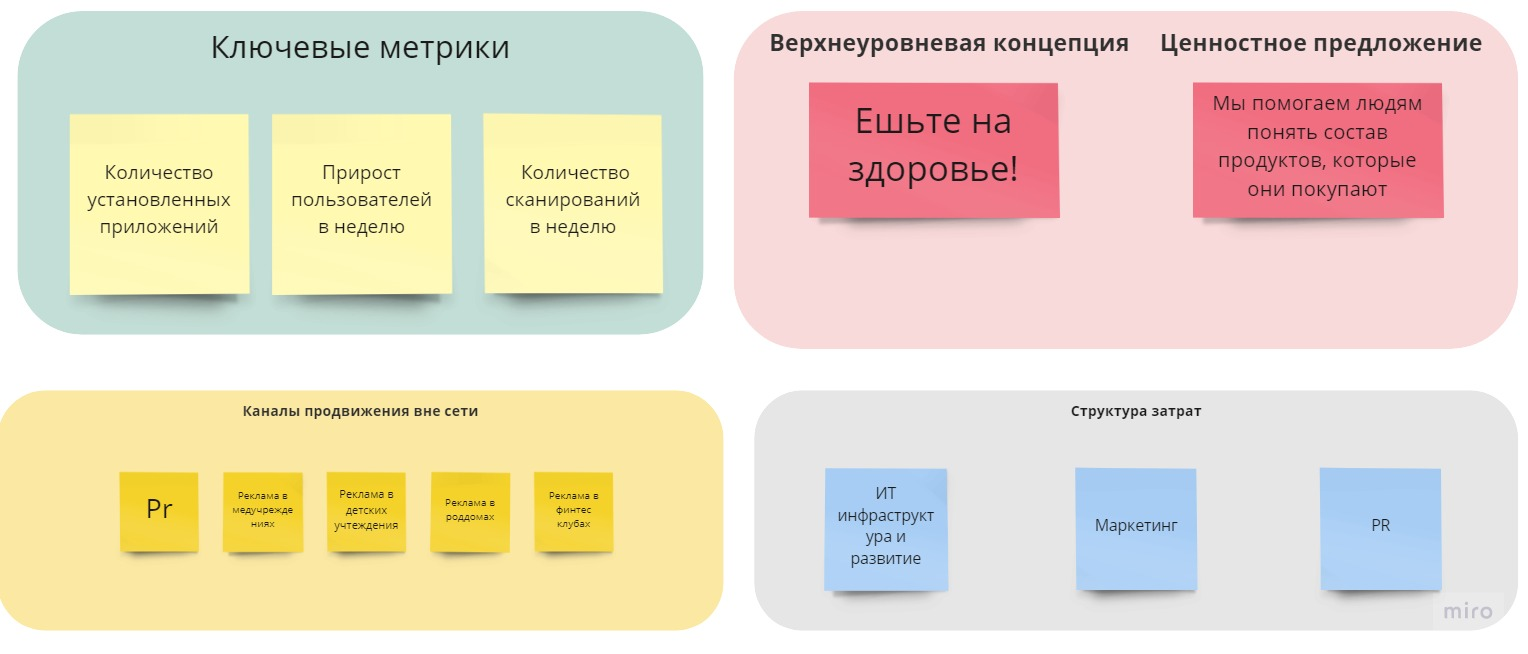 Ключевые метрики
Количество
установленных
приложений
Прирост
пользователей
в неделю
Количество
сканирований
в неделю
Верхнеуровневая концепция
Ценностное предложение
Ешьте на
здоровье!
Мы помогаем людям
понять состав
продуктов, которые
они покупают
Каналы продвижения вне сети
Pr
Реклама в
медучрежде
ниях
Реклама в
детских
учтеждения
Реклама в
роддомах
Реклама в
финтес
клубах
Структура затрат
ИТ
инфраструкт
ура и
развитие
Маркетинг
PR
miro